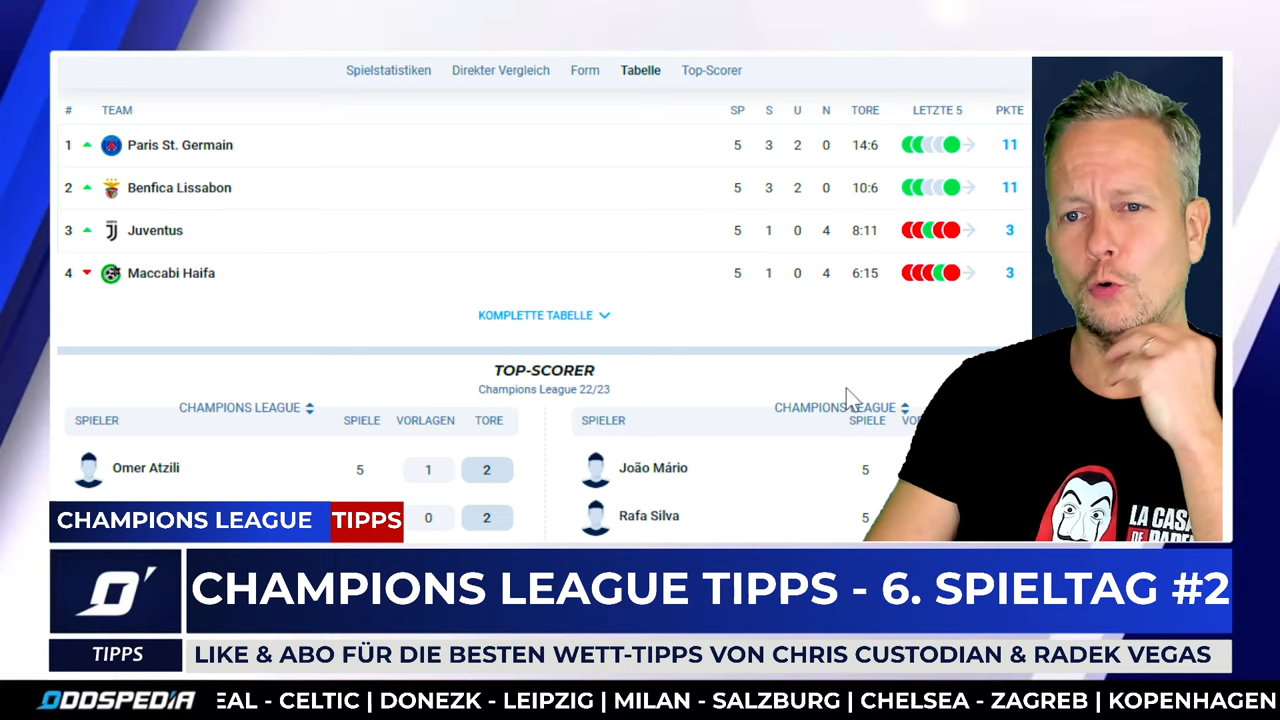 Spielstatistiken Direkter Vergleich Form Tabelle Top-Scorer
# TEAM SP S U N TORE LETZTE 5 PKTE
1 Paris St. Germain 5 3 2 0 14:6 11
2 Benfica Lissabon 5 3 2 0 10:6 11
3 Juventus 5 1 0 4 8:11 3
4 Maccabi Haifa 5 1 0 4 6:15 3
KOMPLETTE TABELLE
TOP-SCORER
Champions League 22/23
CHAMPIONS LEAGUE CHAMPIONS LEAGUE
SPIELER SPIELE VORLAGEN TORE SPIELER SPIELE
Omer Atzili 5 1 2 João Mário 5
0 2 Rafa Silva 5
LA CASA
DE
CHAMPIONS LEAGUE TIPPS
CHAMPIONS LEAGUE TIPPS - 6. SPIELTAG #2
TIPPS LIKE & ABO FÜR DIE BESTEN WETT-TIPPS VON CHRIS CUSTODIAN & RADEK VEGAS
ODDSPEDIA EAL - CELTIC | DONEZK - LEIPZIG | MILAN - SALZBURG | CHELSEA - ZAGREB | KOPENHAGEN